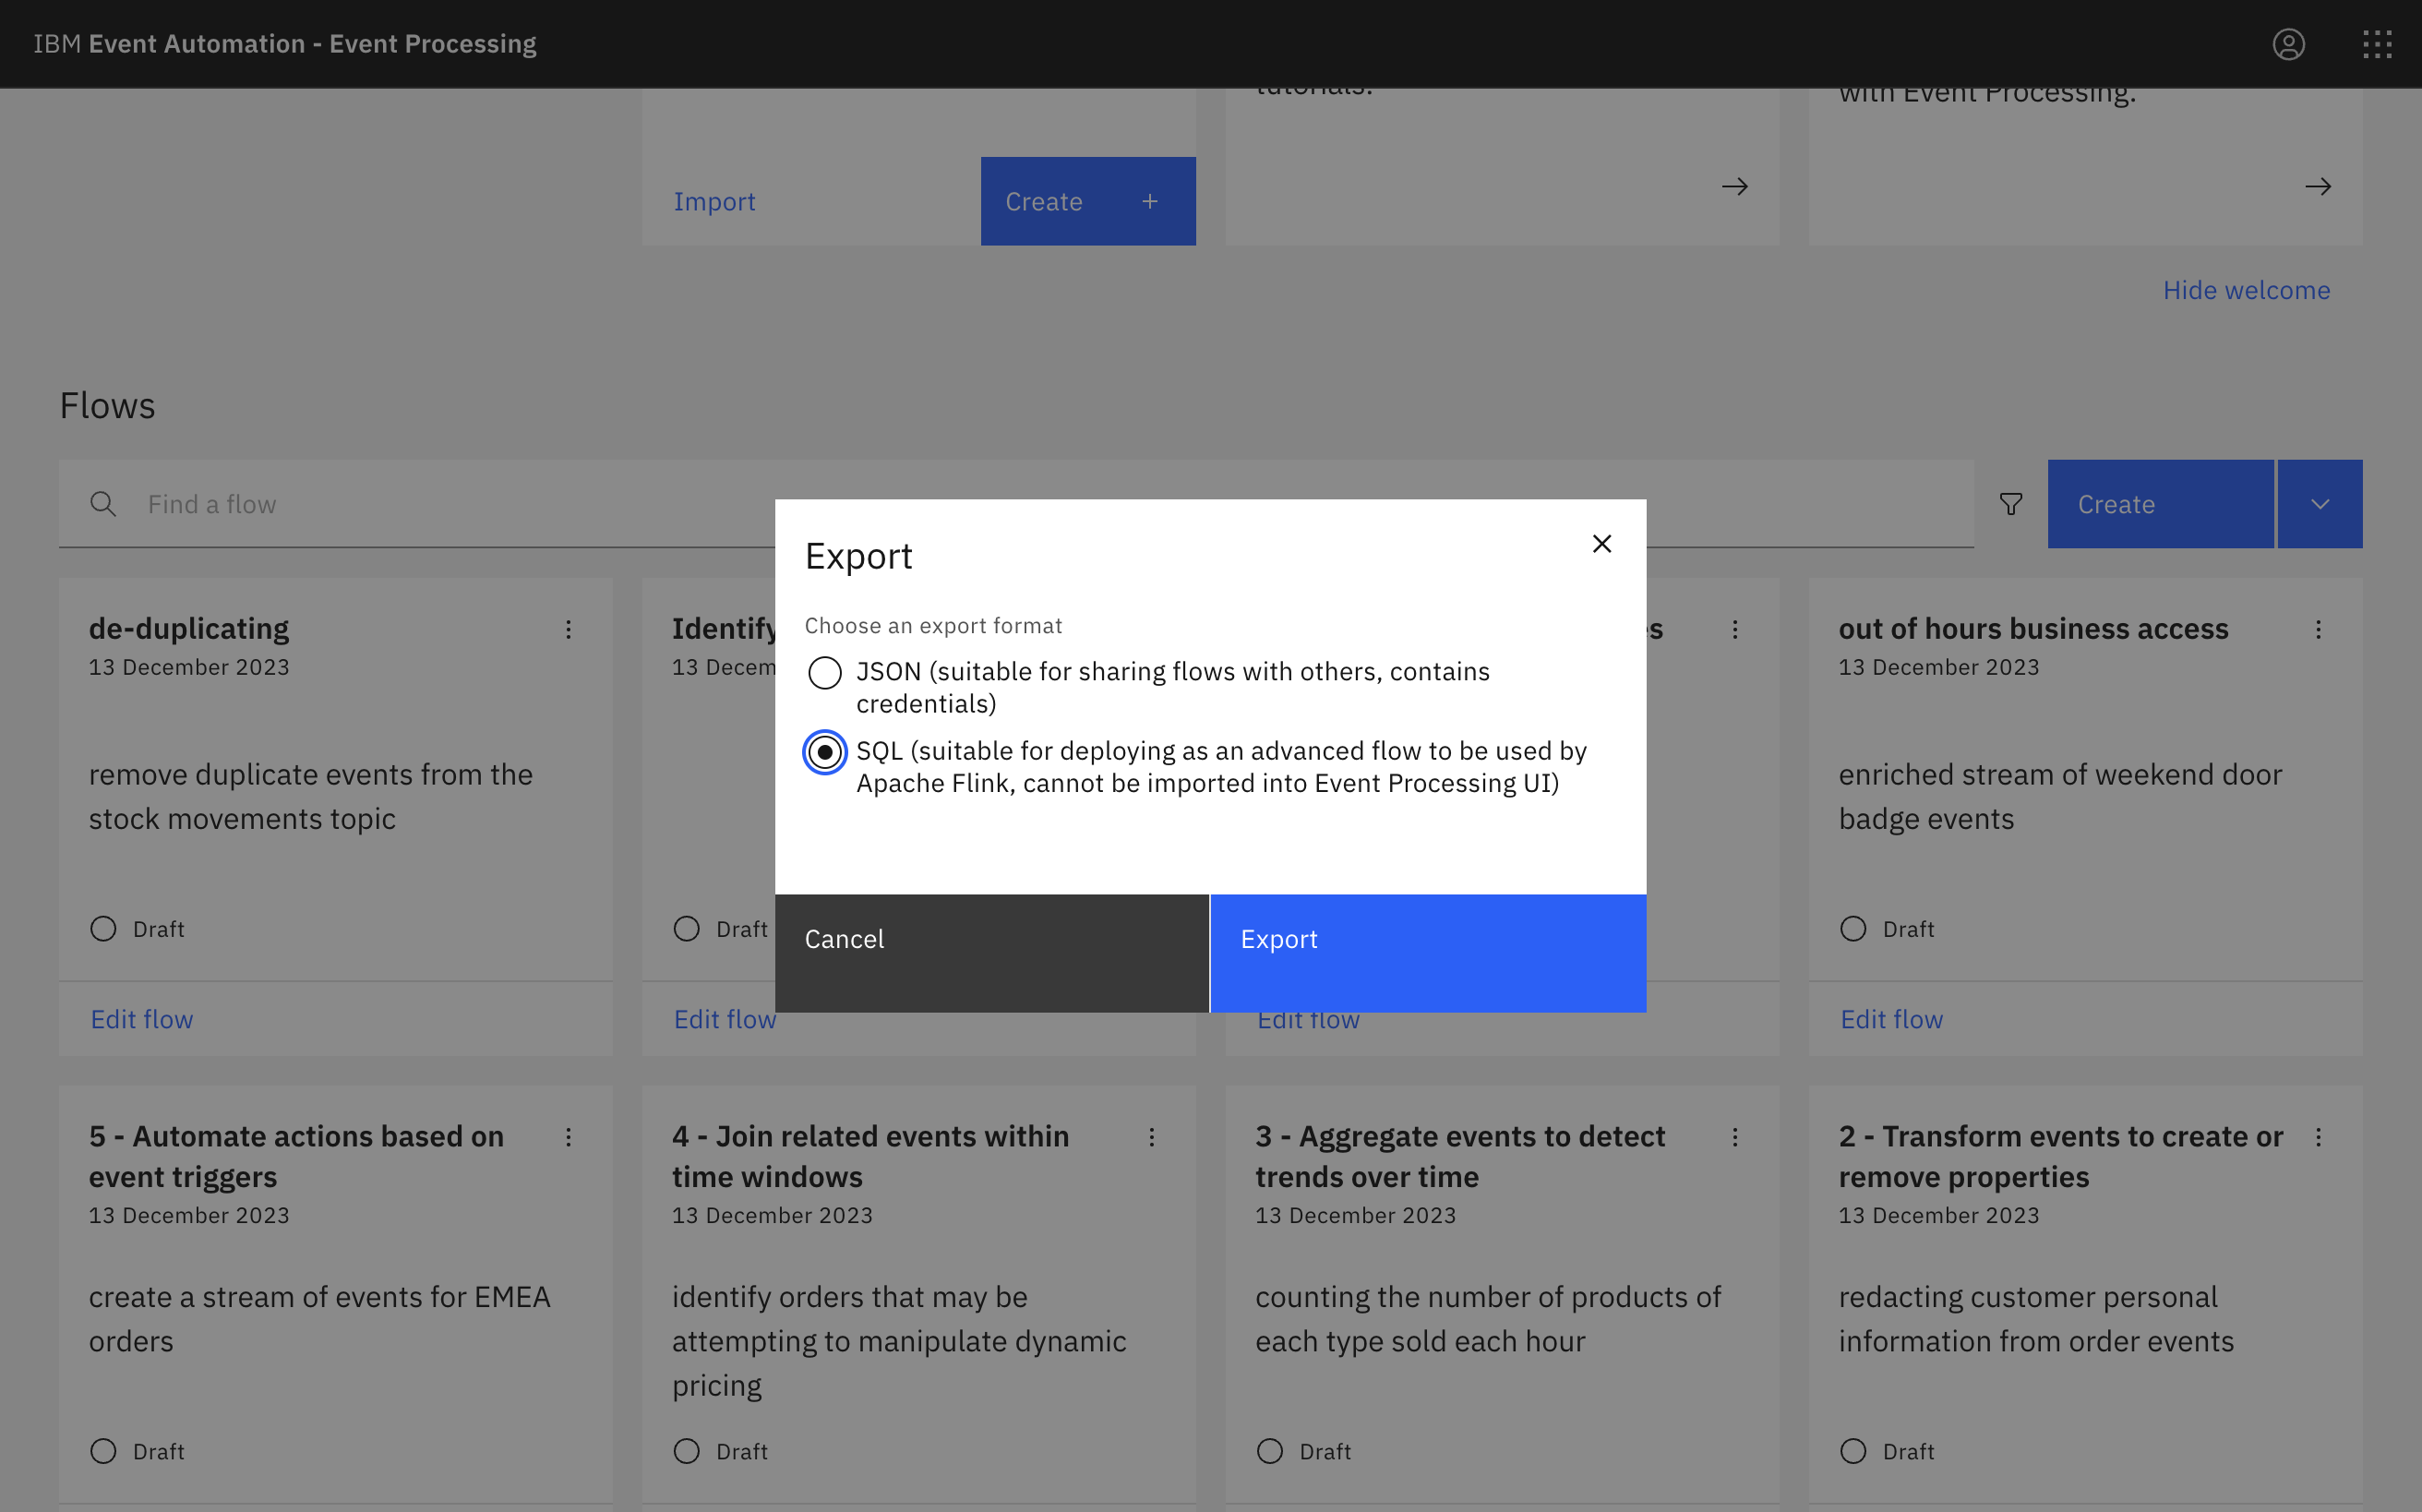 IBM Event Automation - Event Processing
tutorials.
with Event Processing.
Import
Create
Hide welcome
Flows
Find a flow
Create
Export
Choose an export format
JSON (suitable for sharing flows with others, contains
credentials)
SQL (suitable for deploying as an advanced flow to be used by
Apache Flink, cannot be imported into Event Processing UI)
Cancel
Export
de-duplicating
13 December 2023
remove duplicate events from the
stock movements topic
Draft
Edit flow
Identify
13 Decem
Draft
Edit flow
Edit flow
out of hours business access
13 December 2023
enriched stream of weekend door
badge events
Draft
Edit flow
5 - Automate actions based on
event triggers
13 December 2023
create a stream of events for EMEA
orders
Draft
4 - Join related events within
time windows
13 December 2023
identify orders that may be
attempting to manipulate dynamic
pricing
Draft
3 - Aggregate events to detect
trends over time
13 December 2023
counting the number of products of
each type sold each hour
Draft
2 - Transform events to create or
remove properties
13 December 2023
redacting customer personal
information from order events
Draft